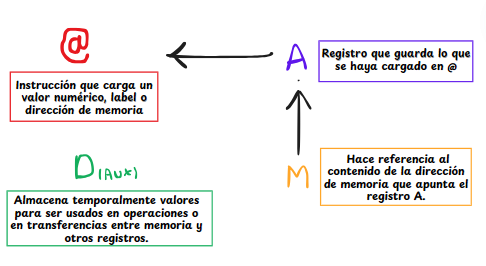 @
A
Registro que guarda lo que
se haya cargado en @
Instrucción que carga un
valor numérico, label o
dirección de memoria
D(AUX)
M
Hace referencia al
contenido de la dirección
de memoria que apunta el
registro A.
Almacena temporalmente valores
para ser usados en operaciones o
en transferencias entre memoria y
otros registros.